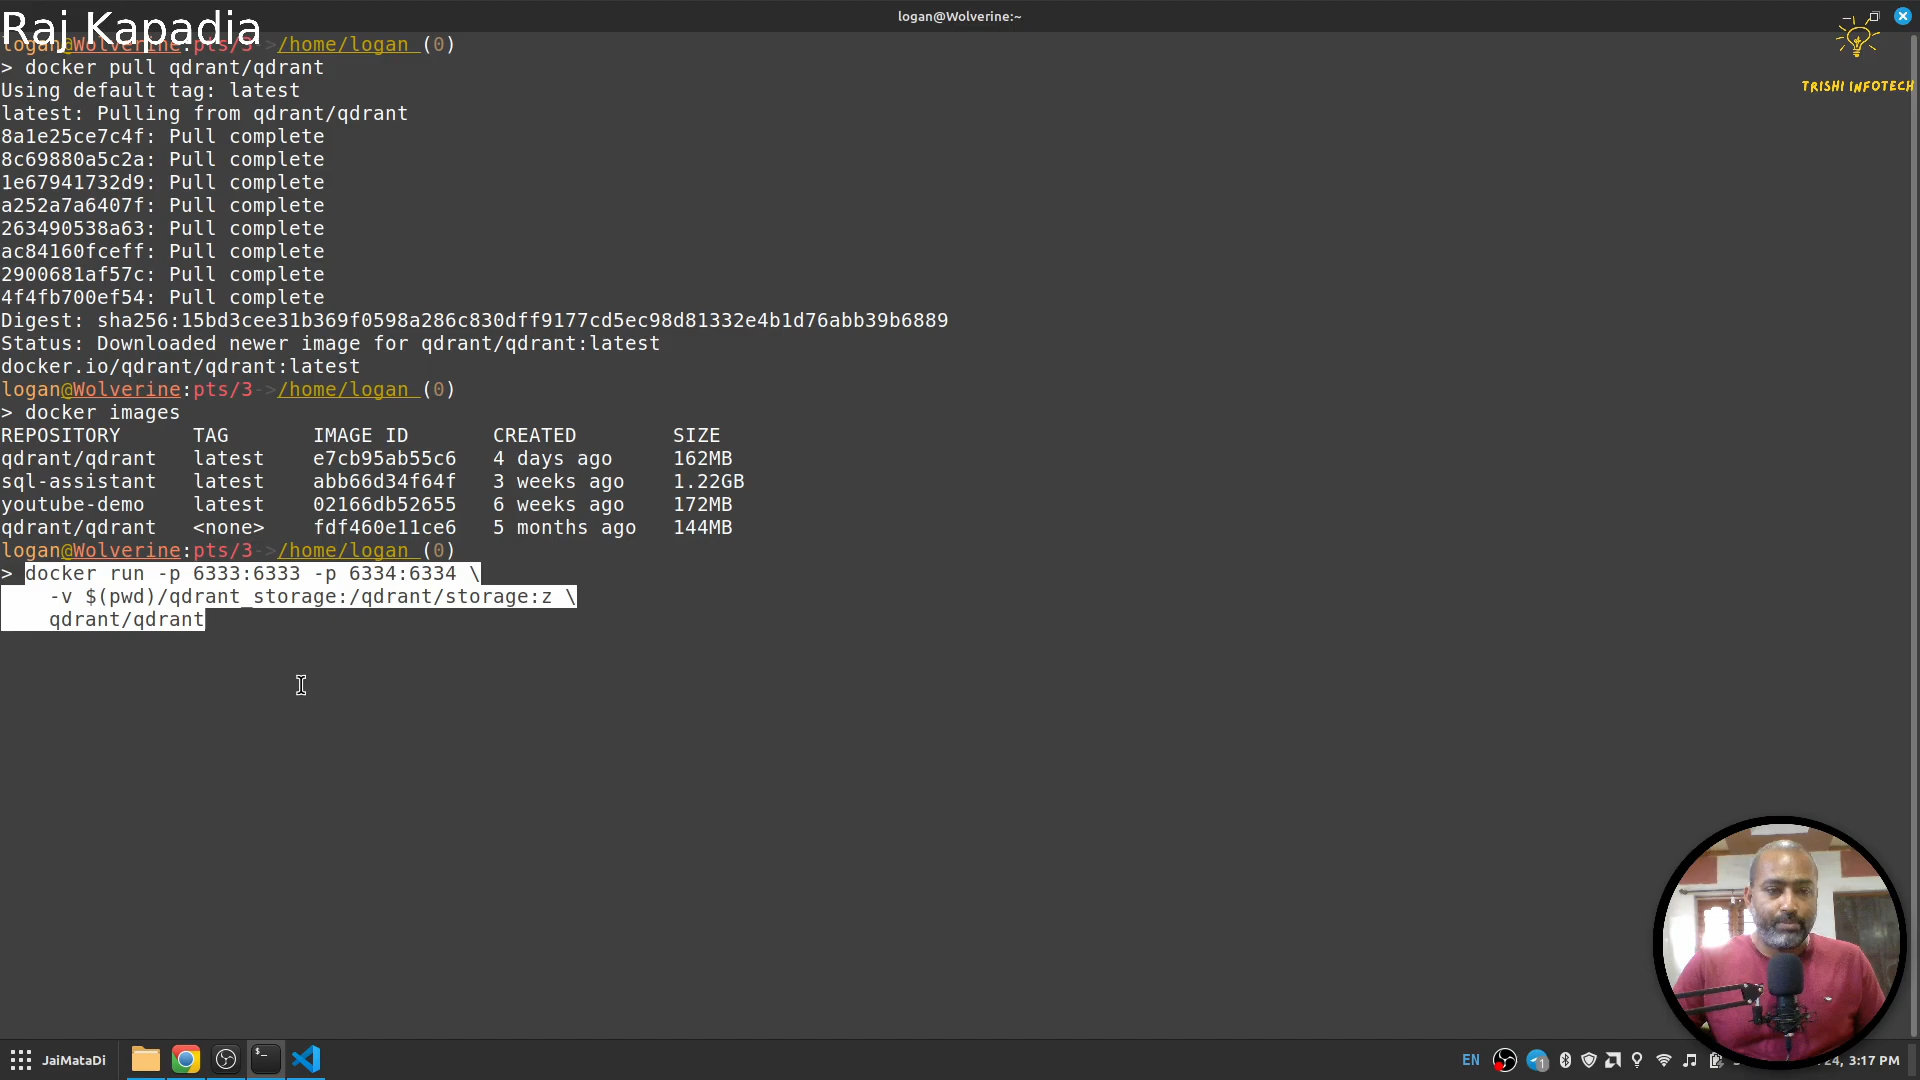 logan@Wolverine:~
Raj Kapadia
TRISHI INFOTECH
logan@Wolverine:pts/3->/home/logan (0)
> docker pull qdrant/qdrant
Using default tag: latest
latest: Pulling from qdrant/qdrant
8a1e25ce7c4f: Pull complete
8c69880a5c2a: Pull complete
1e67941732d9: Pull complete
a252a7a6407f: Pull complete
263490538a63: Pull complete
ac84160fceff: Pull complete
2900681af57c: Pull complete
4f4fb700ef54: Pull complete
Digest: sha256:15bd3cee31b369f0598a286c830dff9177cd5ec98d81332e4b1d76abb39b6889
Status: Downloaded newer image for qdrant/qdrant:latest
docker.io/qdrant/qdrant:latest
logan@Wolverine:pts/3->/home/logan (0)
> docker images
REPOSITORY TAG IMAGE ID CREATED SIZE
qdrant/qdrant latest e7cb95ab55c6 4 days ago 162MB
sql-assistant latest abb66d34f64f 3 weeks ago 1.22GB
youtube-demo latest 02166db52655 6 weeks ago 172MB
qdrant/qdrant <none> fdf460e11ce6 5 months ago 144MB
logan@Wolverine:pts/3->/home/logan (0)
> docker run -p 6333:6333 -p 6334:6334 \
-v $(pwd)/qdrant_storage:/qdrant/storage:z \
qdrant/qdrant
JaiMataDi
EN
24, 3:17 PM